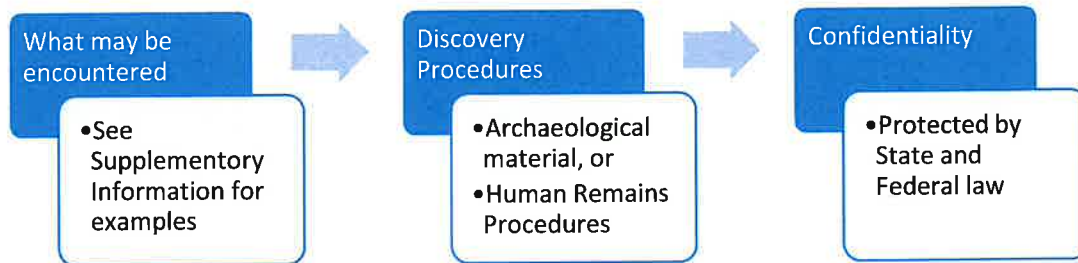 What may be
encountered
•See
Supplementory
Information for
examples
Discovery
Procedures
•Archaeological
material, or
•Human Remains
Procedures
Confidentiality
•Protected by
State and
Federal law